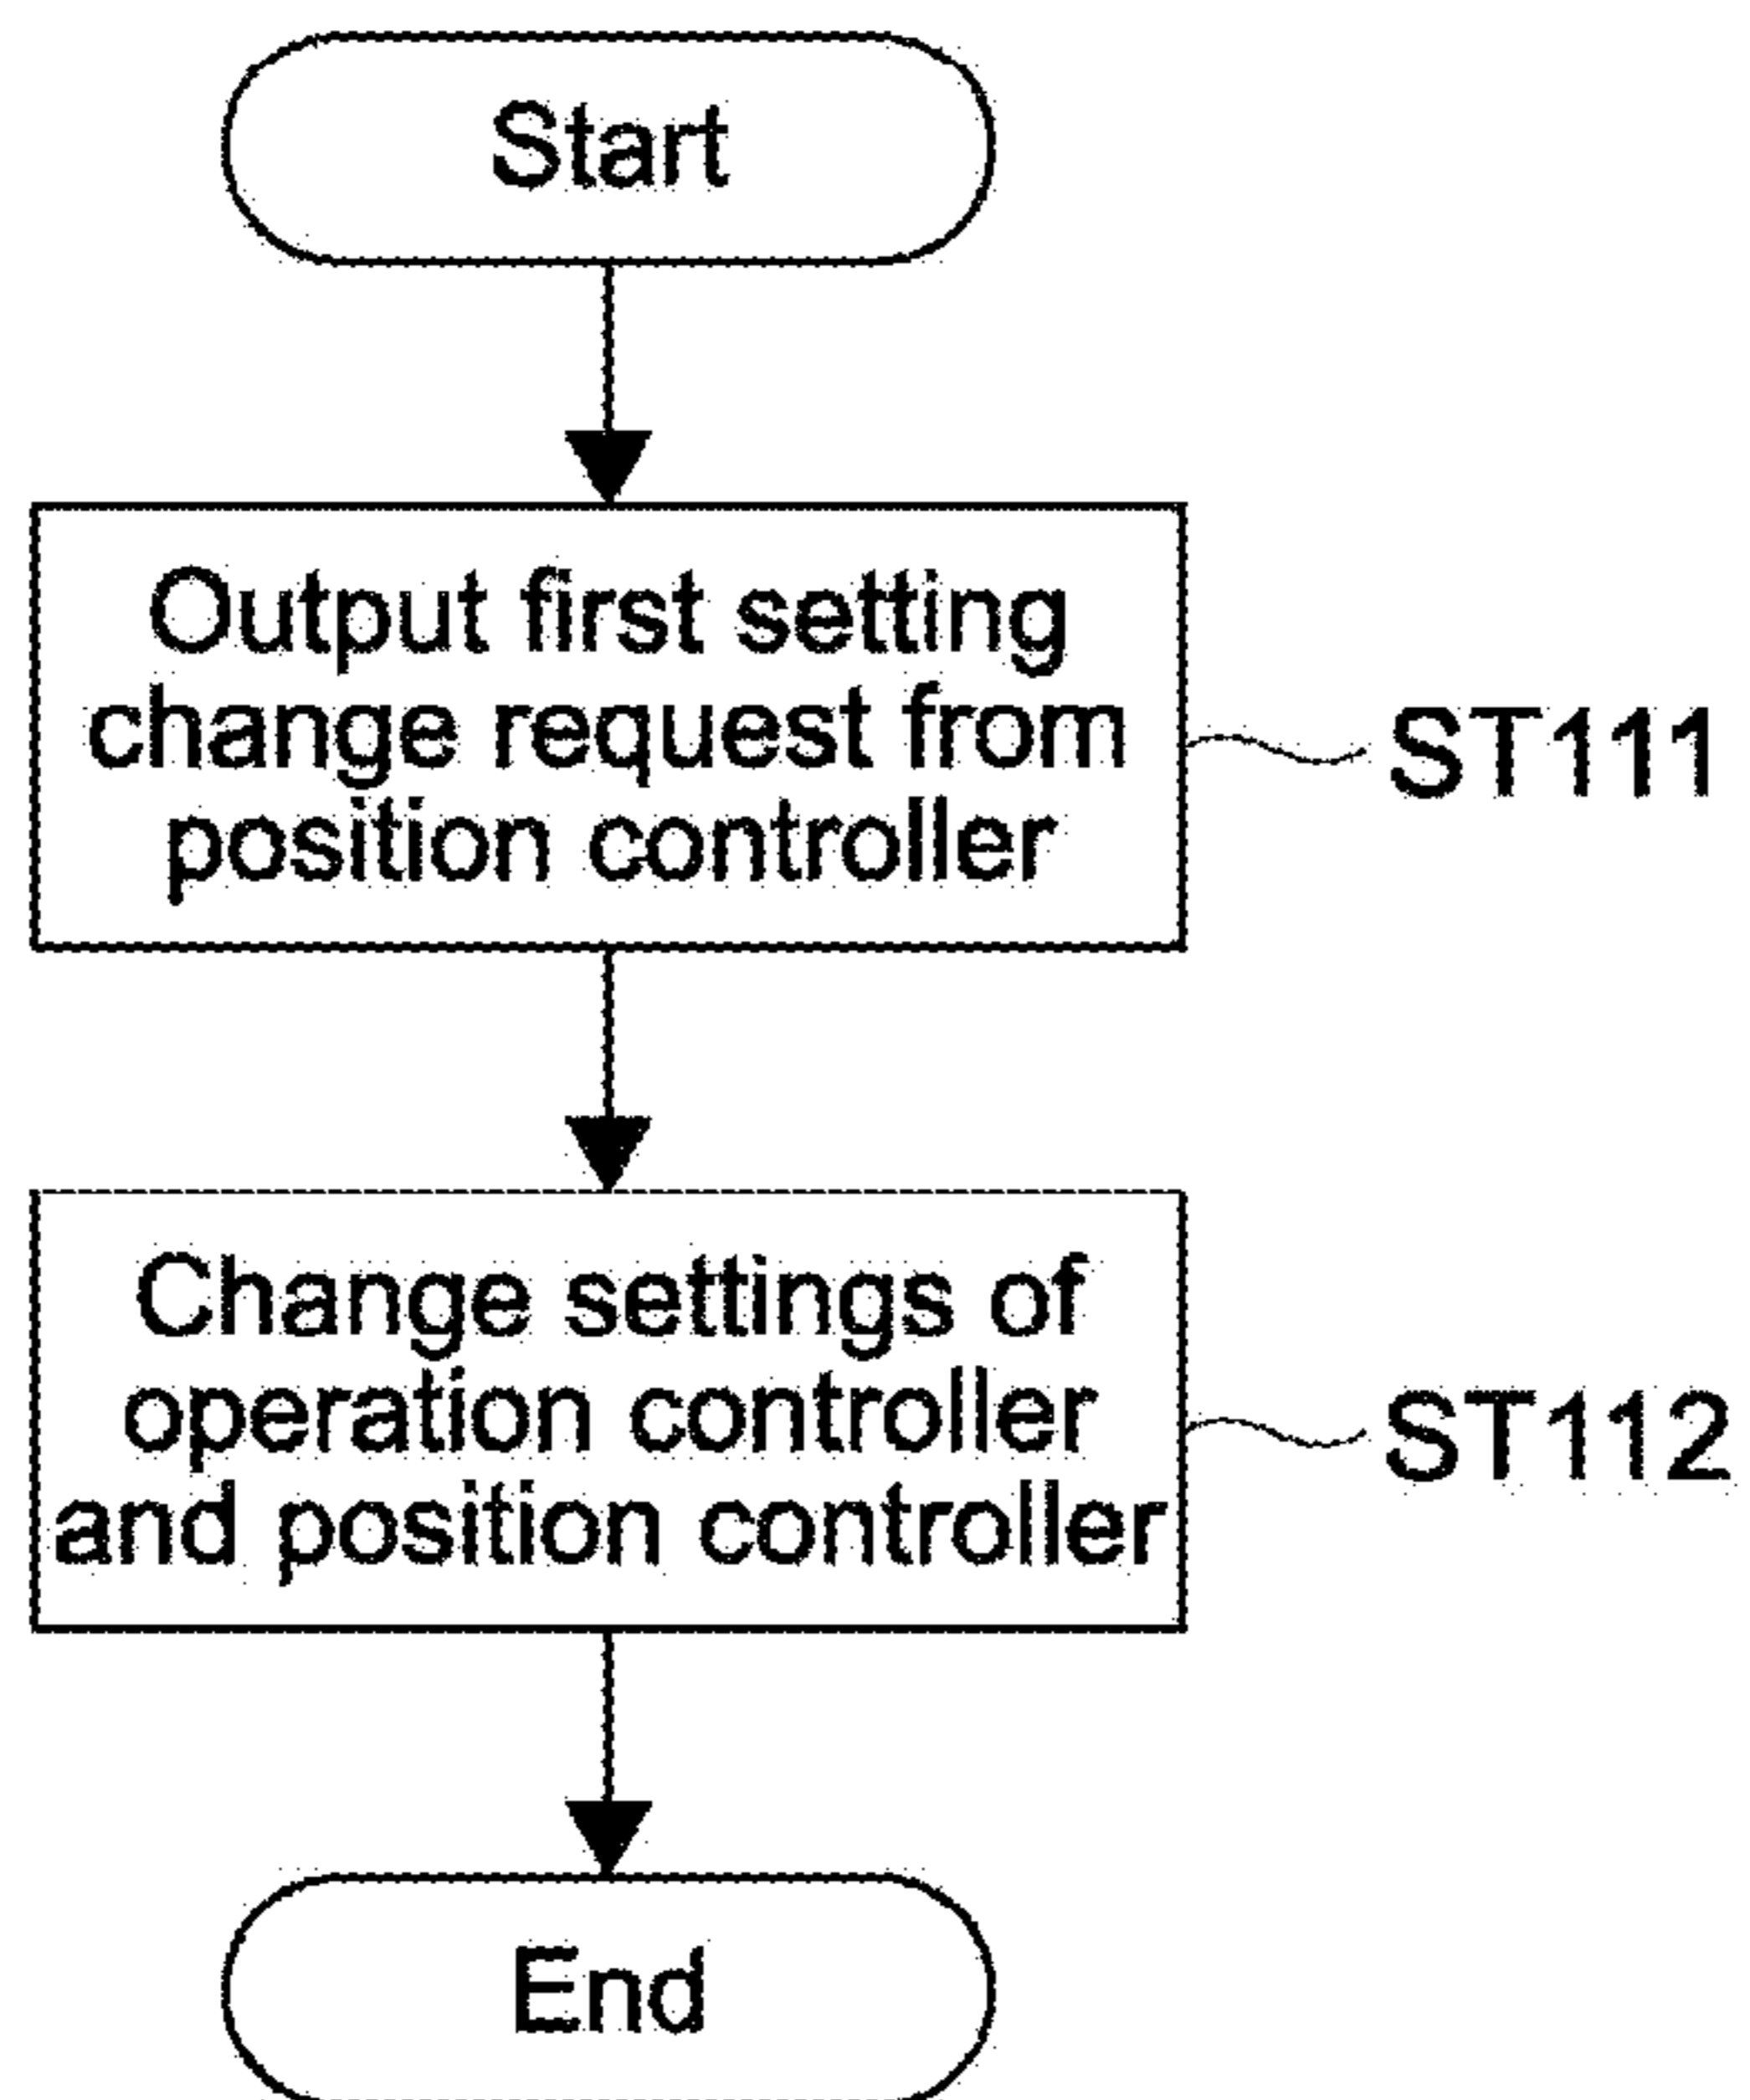 Start
Output first setting
change request from
position controller
ST111
Change settings of
operation controller
and position controller
ST112
End